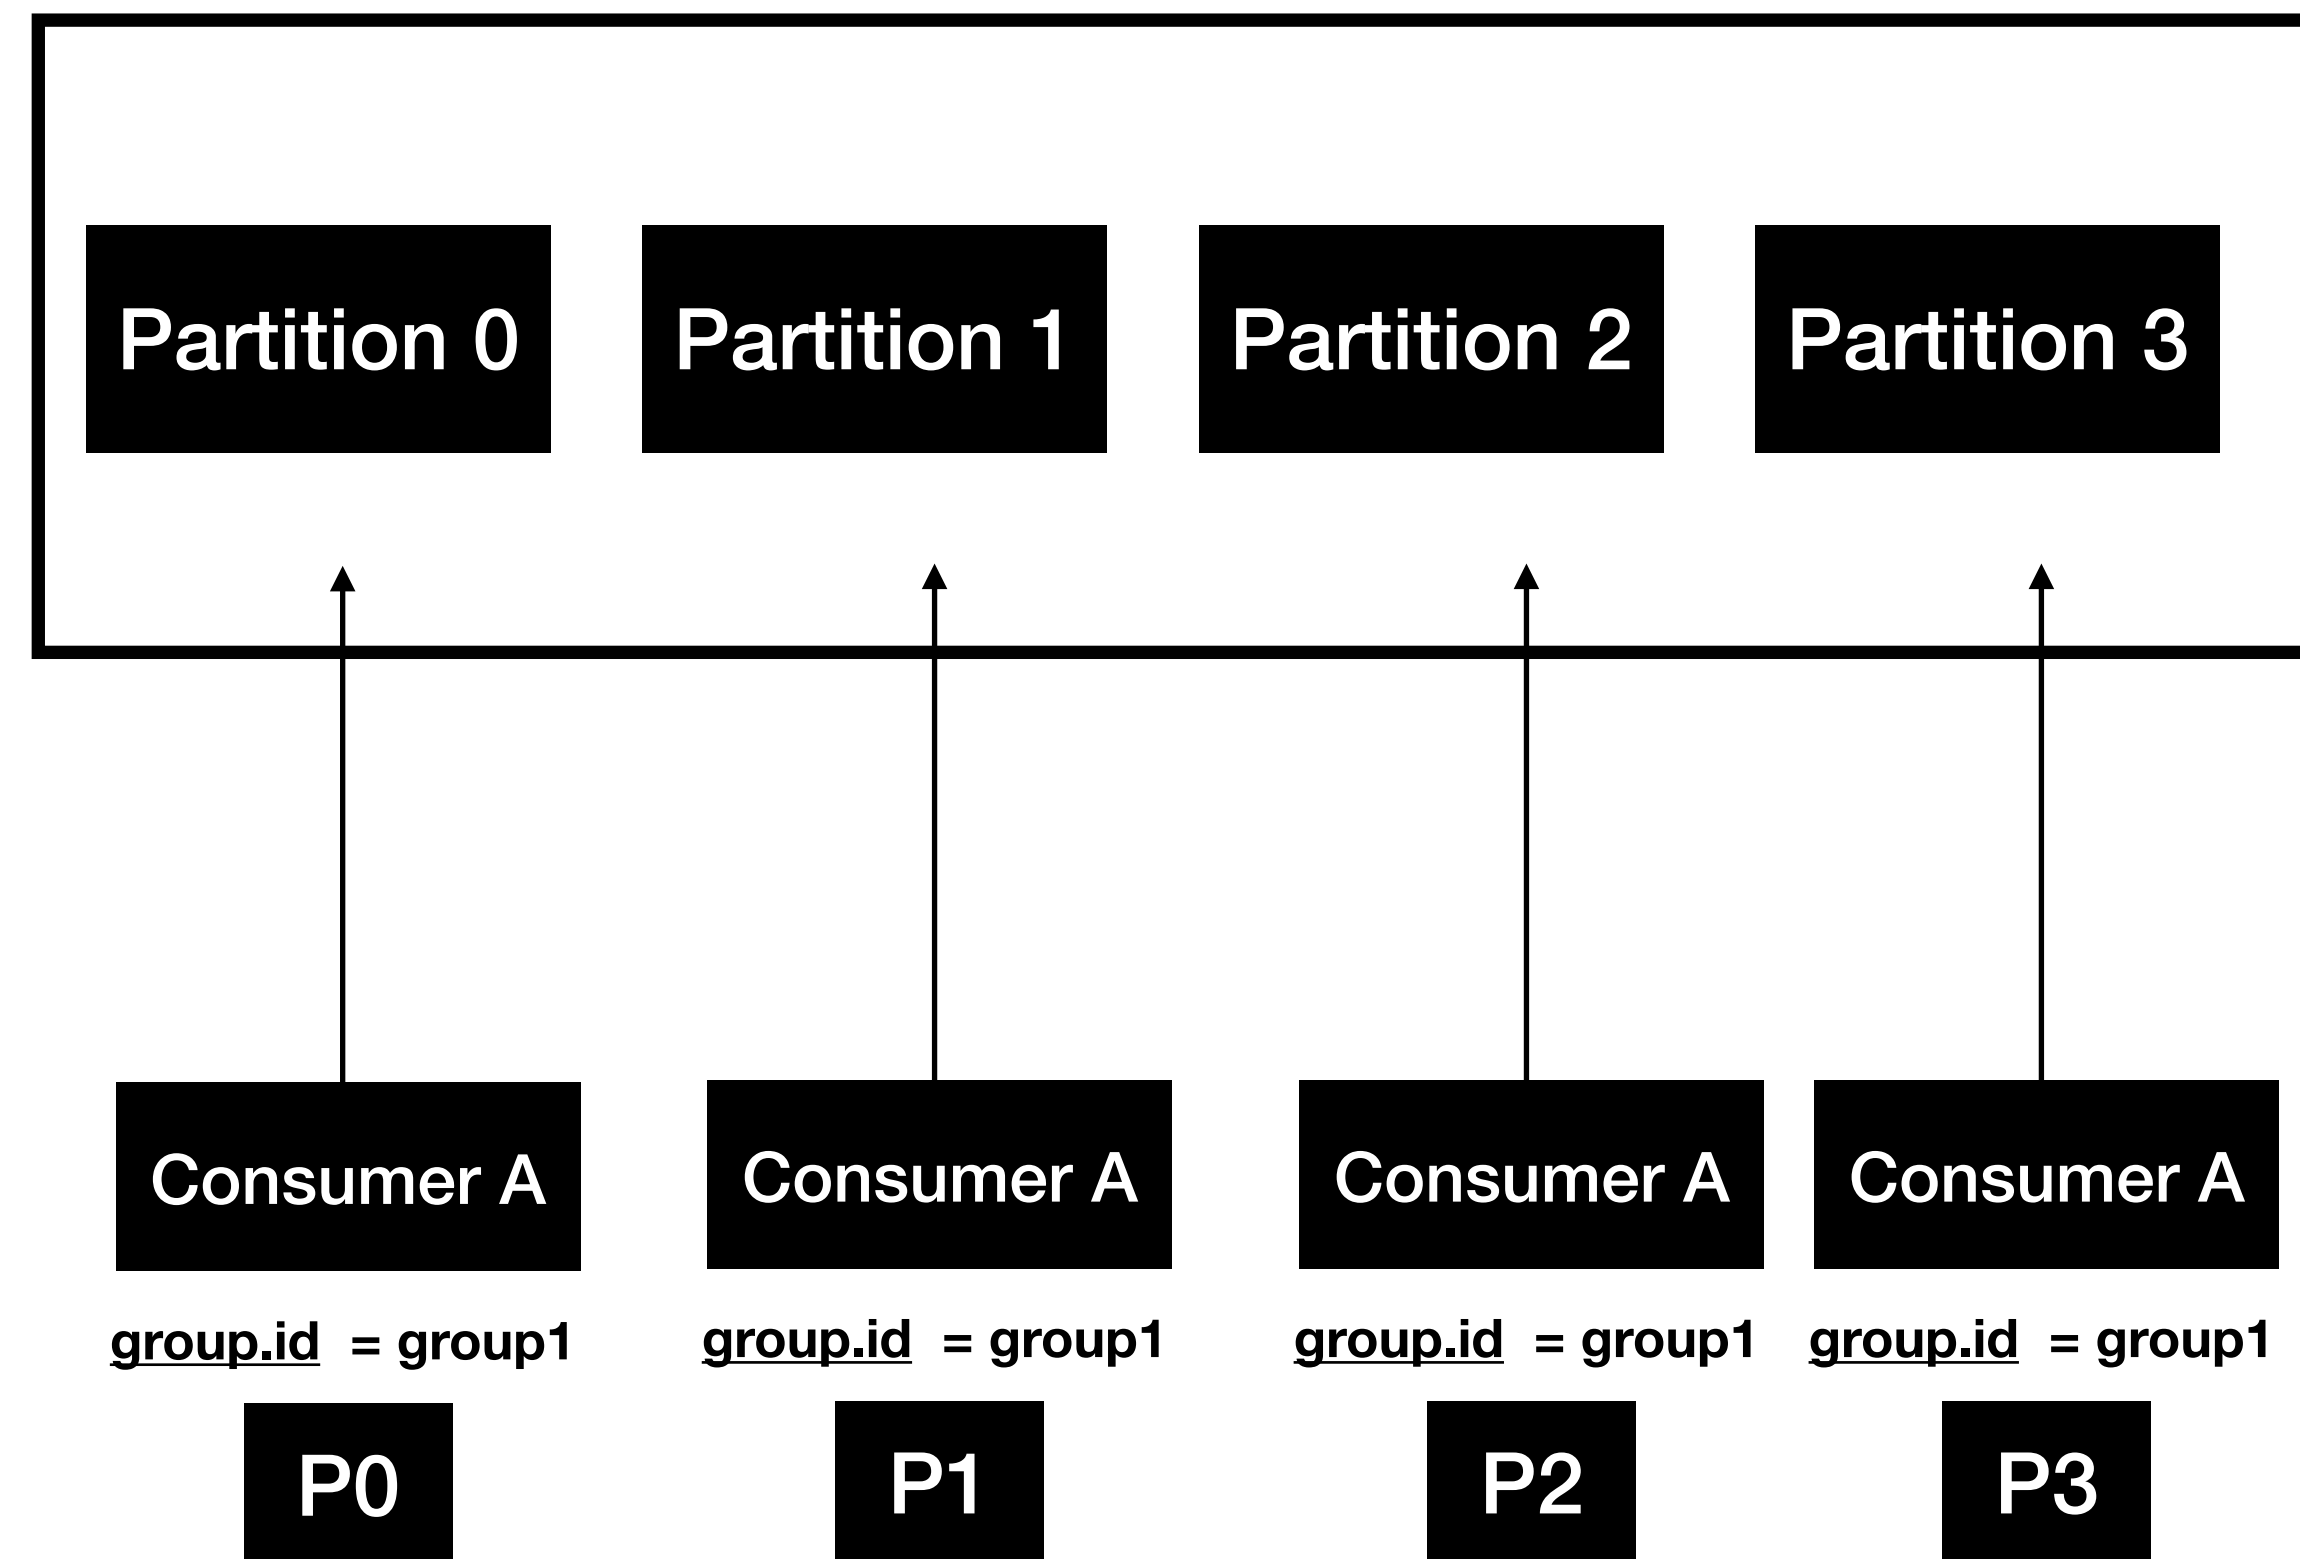 Partition 0
Partition 1
Partition 2
Partition 3
Consumer A
Consumer A
Consumer A
Consumer A
group.id = group1
group.id = group1
group.id = group1
group.id = group1
P0
P1
P2
P3